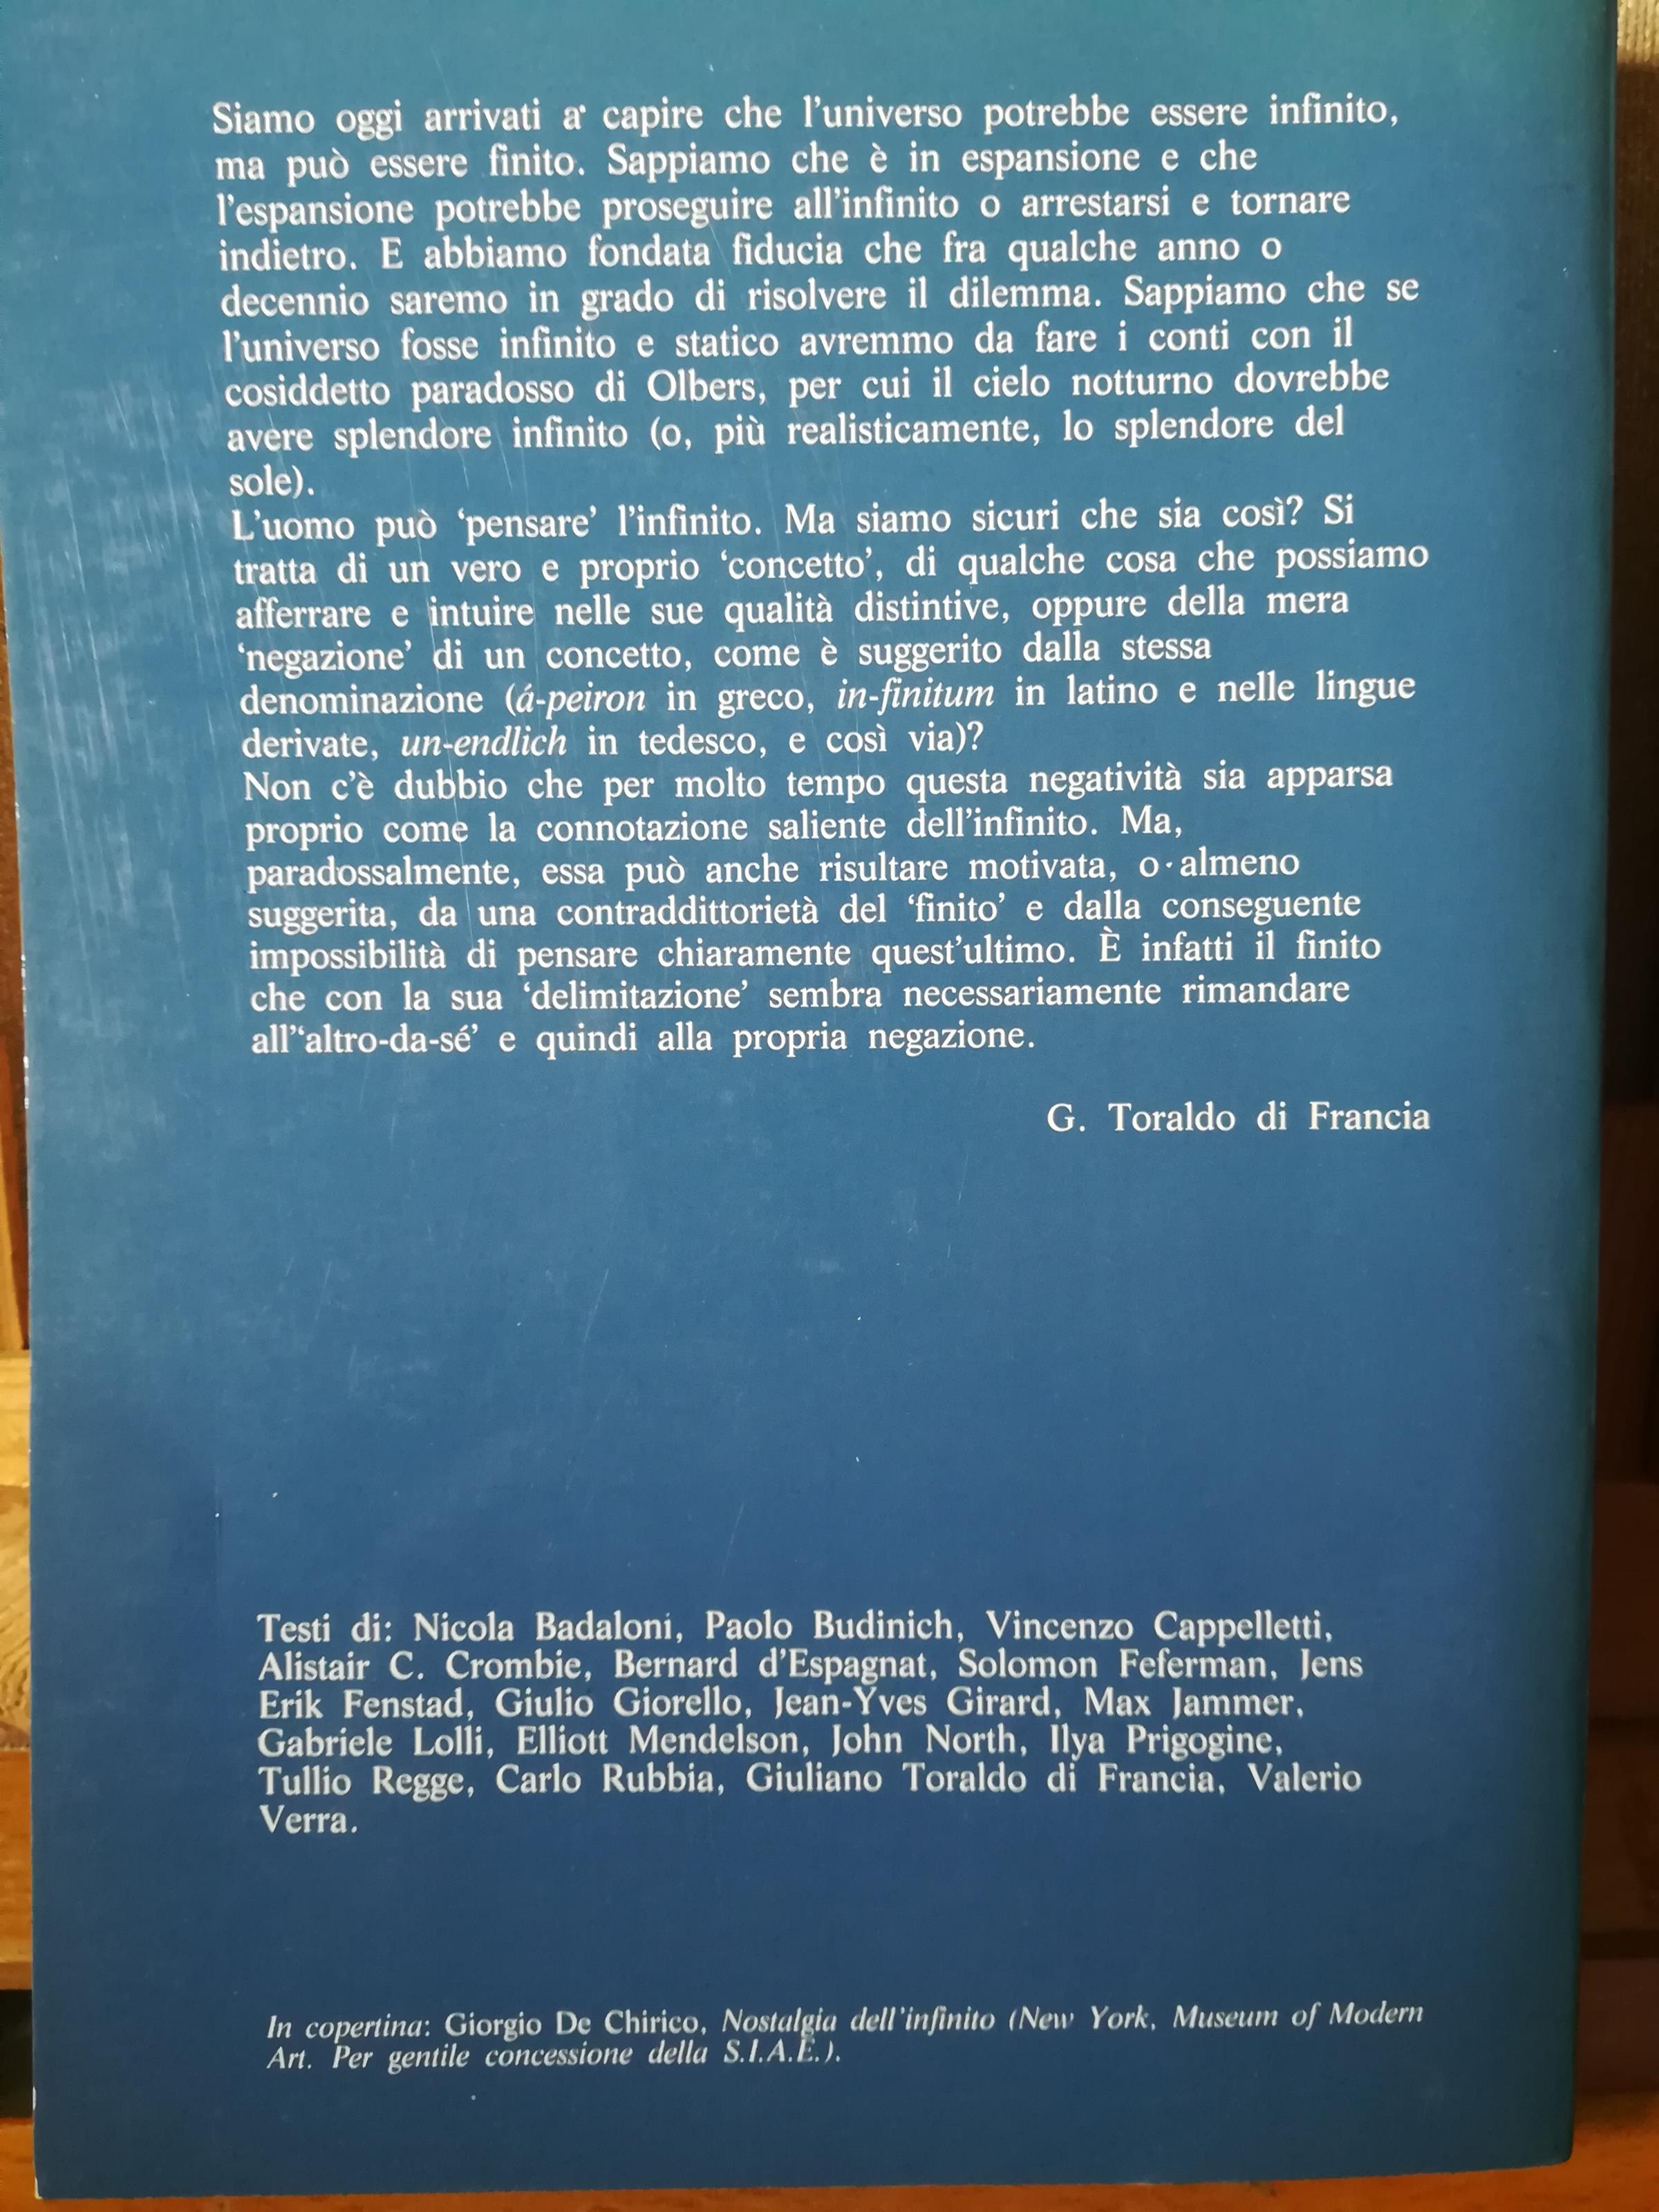 Siamo oggi arrivati a capire che l'universo potrebbe essere infinito,
ma può essere finito. Sappiamo che è in espansione e che
l'espansione potrebbe proseguire all'infinito o arrestarsi e tornare
indietro. E abbiamo fondata fiducia che fra qualche anno o
decennio saremo in grado di risolvere il dilemma. Sappiamo che se
l'universo fosse infinito e statico avremmo da fare i conti con il
cosiddetto paradosso di Olbers, per cui il cielo notturno dovrebbe
avere splendore infinito (o, più realisticamente, lo splendore del
sole).
L'uomo può ‘pensare’ l'infinito. Ma siamo sicuri che sia così? Si
tratta di un vero e proprio ‘concetto’, di qualche cosa che possiamo
afferrare e intuire nelle sue qualità distintive, oppure della mera
‘negazione’ di un concetto, come è suggerito dalla stessa
denominazione (á-peiron in greco, in-finitum in latino e nelle lingue
derivate, un-endlich in tedesco, e così via)?
Non c'è dubbio che per molto tempo questa negatività sia apparsa
proprio come la connotazione saliente dell'infinito. Ma,
paradossalmente, essa può anche risultare motivata, o almeno
suggerita, da una contraddittorietà del ‘finito’ e dalla conseguente
impossibilità di pensare chiaramente quest'ultimo. È infatti il finito
che con la sua ‘delimitazione’ sembra necessariamente rimandare
all'‘altro-da-sé’ e quindi alla propria negazione.
G. Toraldo di Francia
Testi di: Nicola Badaloni, Paolo Budinich, Vincenzo Cappelletti,
Alistair C. Crombie, Bernard d'Espagnat, Solomon Feferman, Jens
Erik Fenstad, Giulio Giorello, Jean-Yves Girard, Max Jammer,
Gabriele Lolli, Elliott Mendelson, John North, Ilya Prigogine,
Tullio Regge, Carlo Rubbia, Giuliano Toraldo di Francia, Valerio
Verra.
In copertina: Giorgio De Chirico, Nostalgia dell'infinito (New York, Museum of Modern
Art. Per gentile concessione della S.I.A.E.).